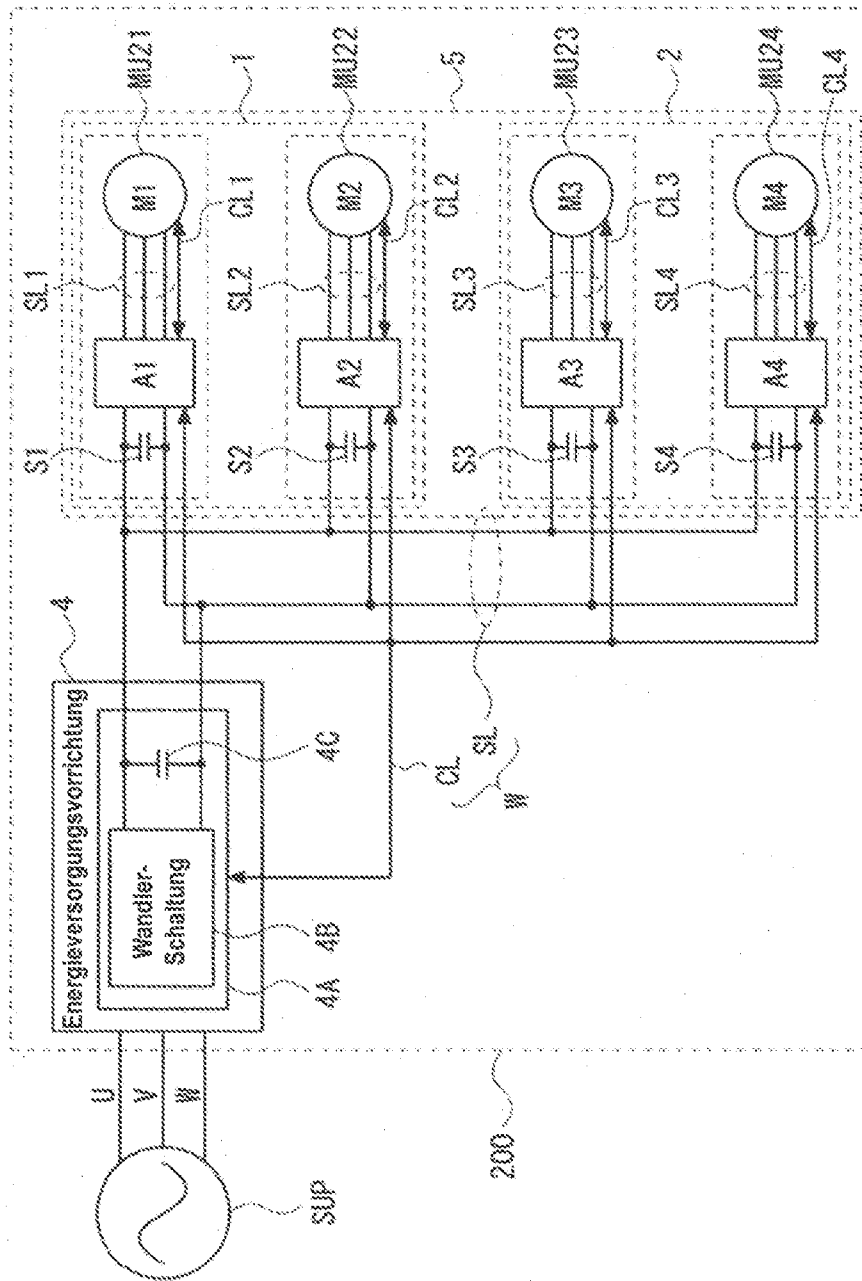 SUP
U
V
W
200
Energieversorgungsvorrichtung
4
Wandler-
Schaltung
4A
4B
4C
CL
SL
W
S1
A1
SL1
M1
CL1
MU21
1
S2
A2
SL2
M2
CL2
MU22
5
S3
A3
SL3
M3
CL3
MU23
2
S4
A4
SL4
M4
CL4
MU24